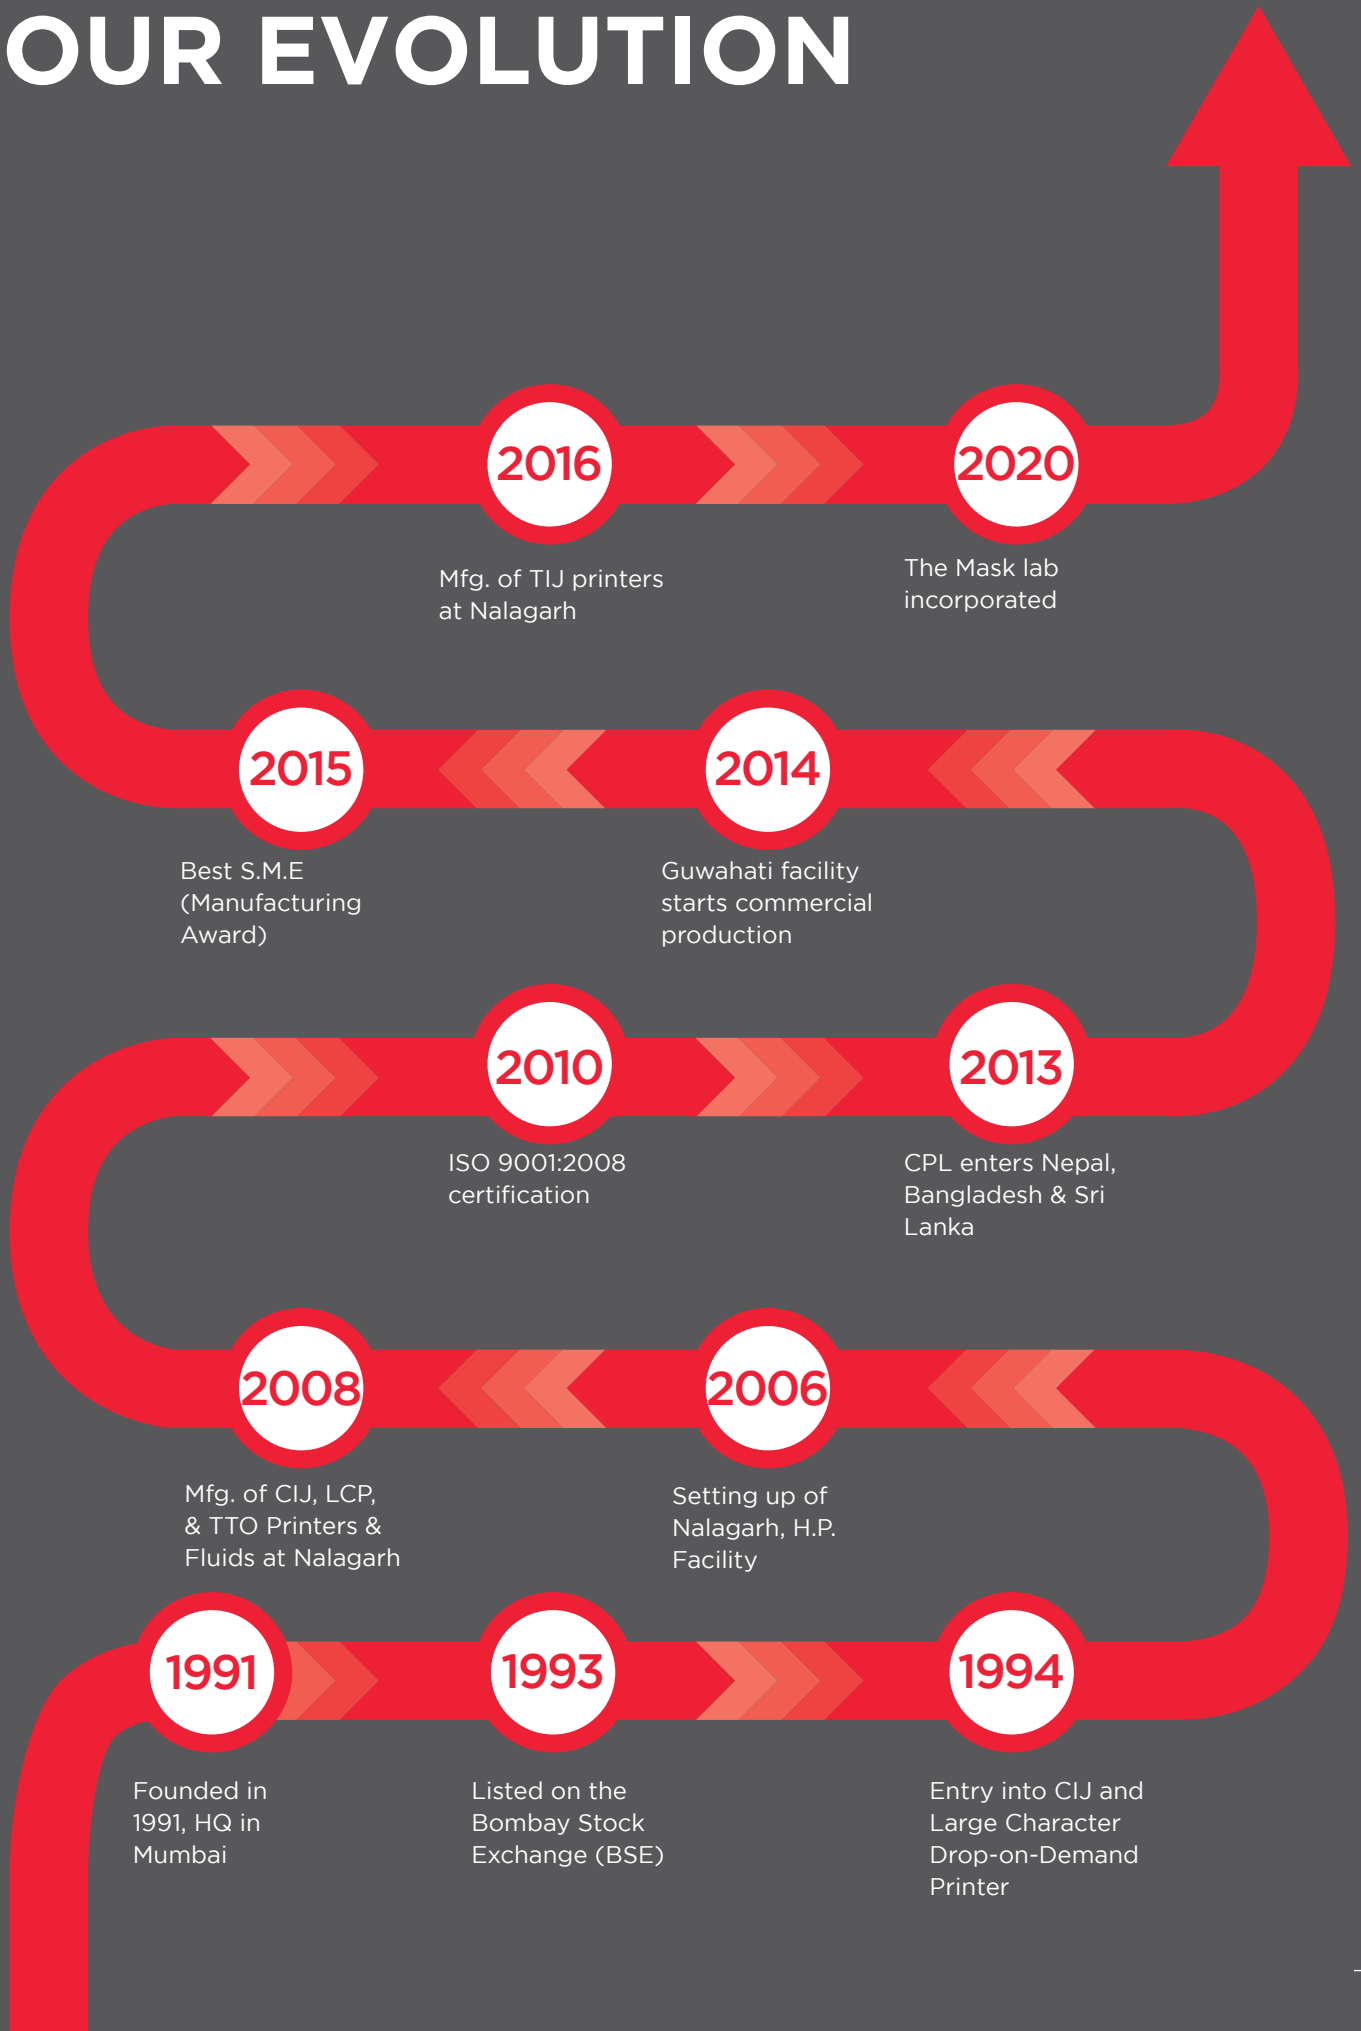 OUR EVOLUTION
2016
Mfg. of TIJ printers
at Nalagarh
2020
The Mask lab
incorporated
2015
Best S.M.E
(Manufacturing
Award)
2014
Guwahati facility
starts commercial
production
2010
ISO 9001:2008
certification
2013
CPL enters Nepal,
Bangladesh & Sri
Lanka
2008
Mfg. of CIJ, LCP,
& TTO Printers &
Fluids at Nalagarh
2006
Setting up of
Nalagarh, H.P.
Facility
1991
Founded in
1991, HQ in
Mumbai
1993
Listed on the
Bombay Stock
Exchange (BSE)
1994
Entry into CIJ and
Large Character
Drop-on-Demand
Printer